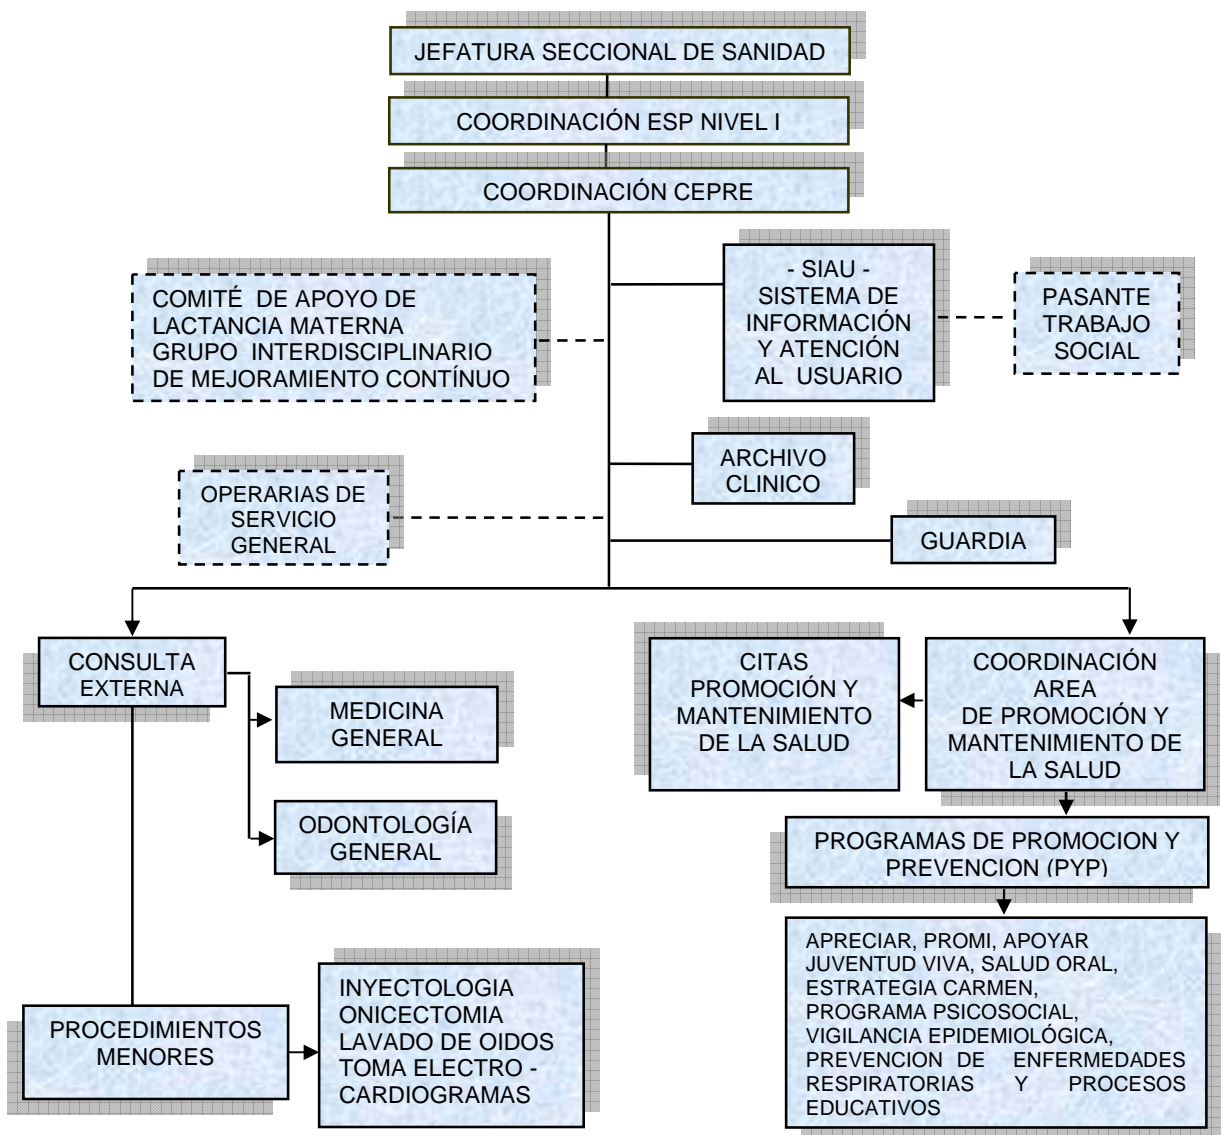 JEFATURA SECCIONAL DE SANIDAD
COORDINACIÓN ESP NIVEL I
COORDINACIÓN CEPRE
COMITÉ DE APOYO DE
LACTANCIA MATERNA
GRUPO INTERDISCIPLINARIO
DE MEJORAMIENTO CONTÍNUO
- SIAU -
SISTEMA DE
INFORMACIÓN
Y ATENCIÓN
AL USUARIO
PASANTE
TRABAJO
SOCIAL
ARCHIVO
CLINICO
OPERARIAS DE
SERVICIO
GENERAL
GUARDIA
CONSULTA
EXTERNA
MEDICINA
GENERAL
ODONTOLOGÍA
GENERAL
CITAS
PROMOCIÓN Y
MANTENIMIENTO
DE LA SALUD
COORDINACIÓN
AREA
DE PROMOCIÓN Y
MANTENIMIENTO DE
LA SALUD
PROGRAMAS DE PROMOCION Y
PREVENCION (PYP)
APRECIAR, PROMI, APOYAR
JUVENTUD VIVA, SALUD ORAL,
ESTRATEGIA CARMEN,
PROGRAMA PSICOSOCIAL,
VIGILANCIA EPIDEMIOLÓGICA,
PREVENCION DE ENFERMEDADES
RESPIRATORIAS Y PROCESOS
EDUCATIVOS
PROCEDIMIENTOS
MENORES
INYECTOLOGIA
ONICECTOMIA
LAVADO DE OIDOS
TOMA ELECTRO -
CARDIOGRAMAS